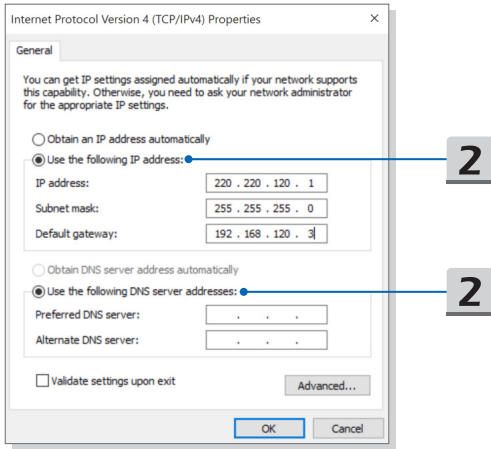 Internet Protocol Version 4 (TCP/IPv4) Properties
General
You can get IP settings assigned automatically if your network supports
this capability. Otherwise, you need to ask your network administrator
for the appropriate IP settings.
Obtain an IP address automatically
Use the following IP address:
2
IP address: 220 . 220 . 120 . 1
Subnet mask: 255 . 255 . 255 . 0
Default gateway: 192 . 168 . 120 . 3
Obtain DNS server address automatically
Use the following DNS server addresses:
2
Preferred DNS server: . . .
Alternate DNS server: . . .
Validate settings upon exit
Advanced...
OK Cancel